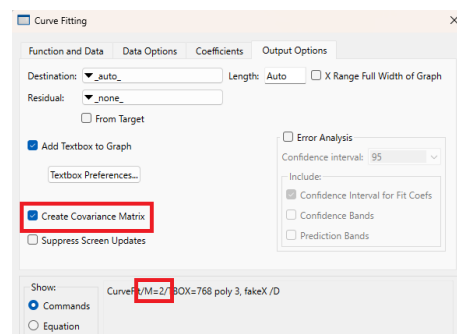 Curve Fitting
Function and Data Data Options Coefficients Output Options
Destination: _auto_ Length: Auto X Range Full Width of Graph
Residual: _none_
From Target
Add Textbox to Graph
Textbox Preferences...
Create Covariance Matrix
Suppress Screen Updates
Error Analysis
Confidence interval: 95
Include:
Confidence Interval for Fit Coefs
Confidence Bands
Prediction Bands
Show:
Commands
Equation
CurveFit/M=2/TBOX=768 poly 3, fakeX /D